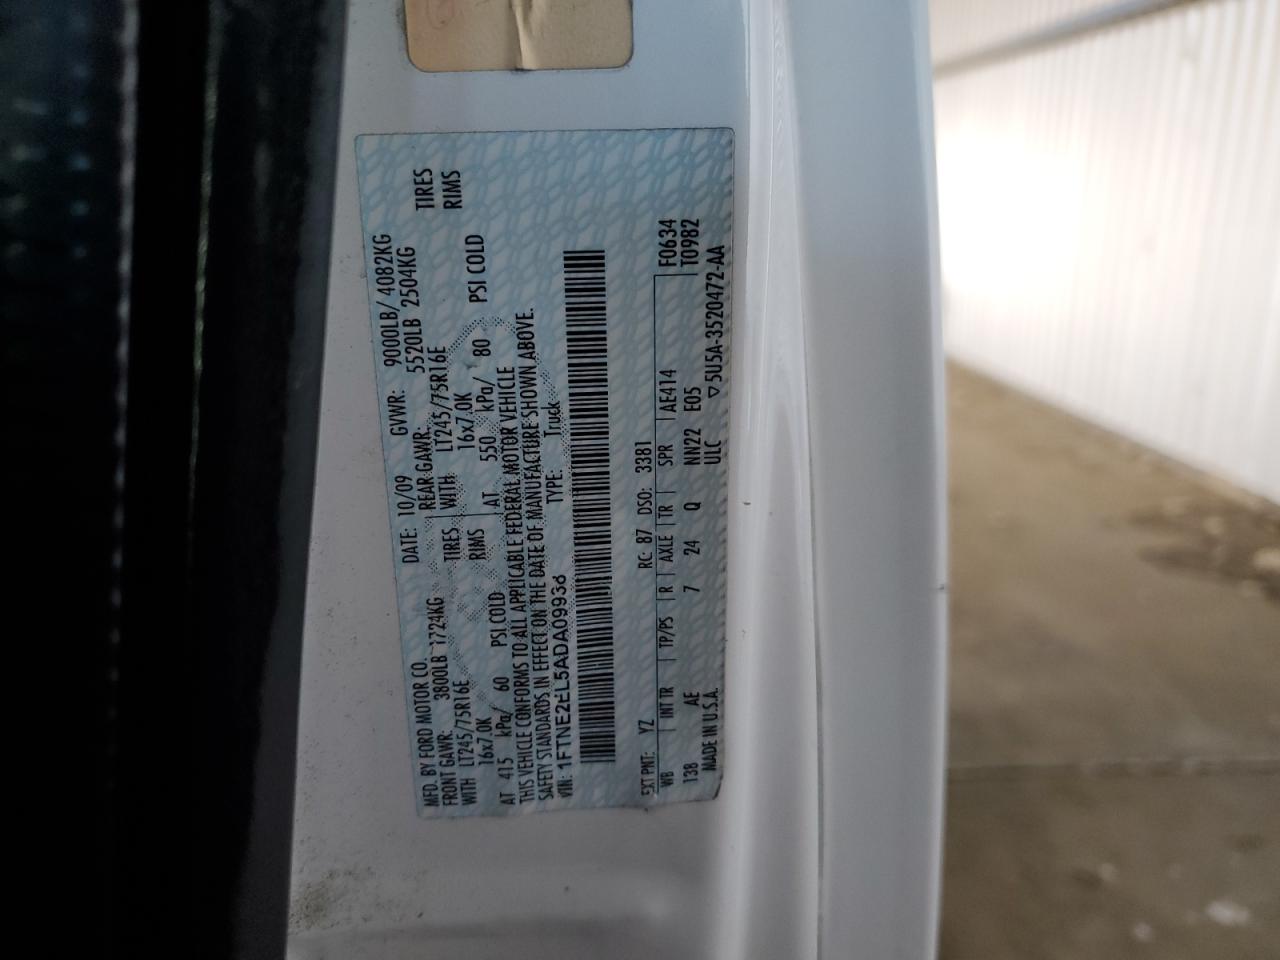 MFD. BY FORD MOTOR CO. DATE: 10/09 GVWR: 9000LB/ 4082KG
FRONT GAWR: 3800LB 1724KG REAR GAWR: 5520LB 2504KG
WITH LT245/75R16E TIRES WITH LT245/75R16E TIRES
16x7.0K RIMS 16x7.0K RIMS
AT 415 kPa/ 60 PSI COLD AT 550 kPa/ 80 PSI COLD
THIS VEHICLE CONFORMS TO ALL APPLICABLE FEDERAL MOTOR VEHICLE
SAFETY STANDARDS IN EFFECT ON THE DATE OF MANUFACTURE SHOWN ABOVE.
VIN: 1FTNE2EL5ADA09936 TYPE: Truck
EXT PNT: YZ RC: 87 DSO: 3381 F0634
WB INT TR TP/PS R AXLE TR SPR AE414 T0982
138 AE 7 24 Q NN22 E05
MADE IN U.S.A. ULC ▽5U5A-3520472-AA